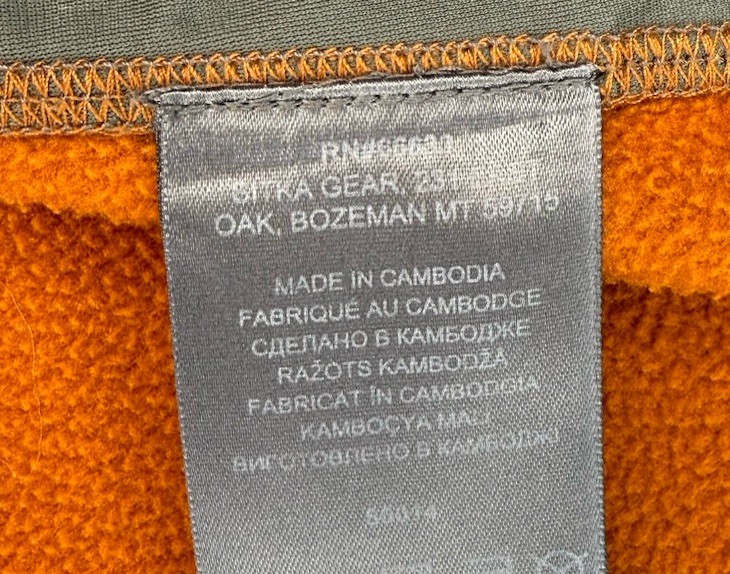 SITKA GEAR,
OAK, BOZEMAN MT 59715
MADE IN CAMBODIA
FABRIQUÉ AU CAMBODGE
СДЕЛАНО В КАМБОДЖЕ
RAŽOTS KAMBODŽĀ
FABRICAT ÎN CAMBODGIA
KAMBOÇYA MALI
ВИГОТОВЛЕНО В КАМБОДЖІ